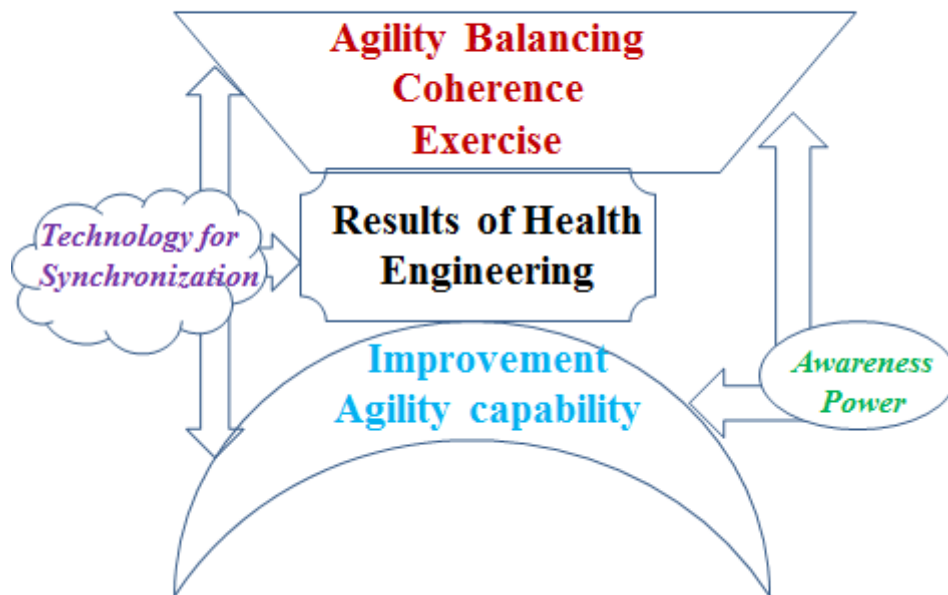 Agility Balancing
Coherence
Exercise
Results of Health
Engineering
Technology for
Synchronization
Improvement
Agility capability
Awareness
Power